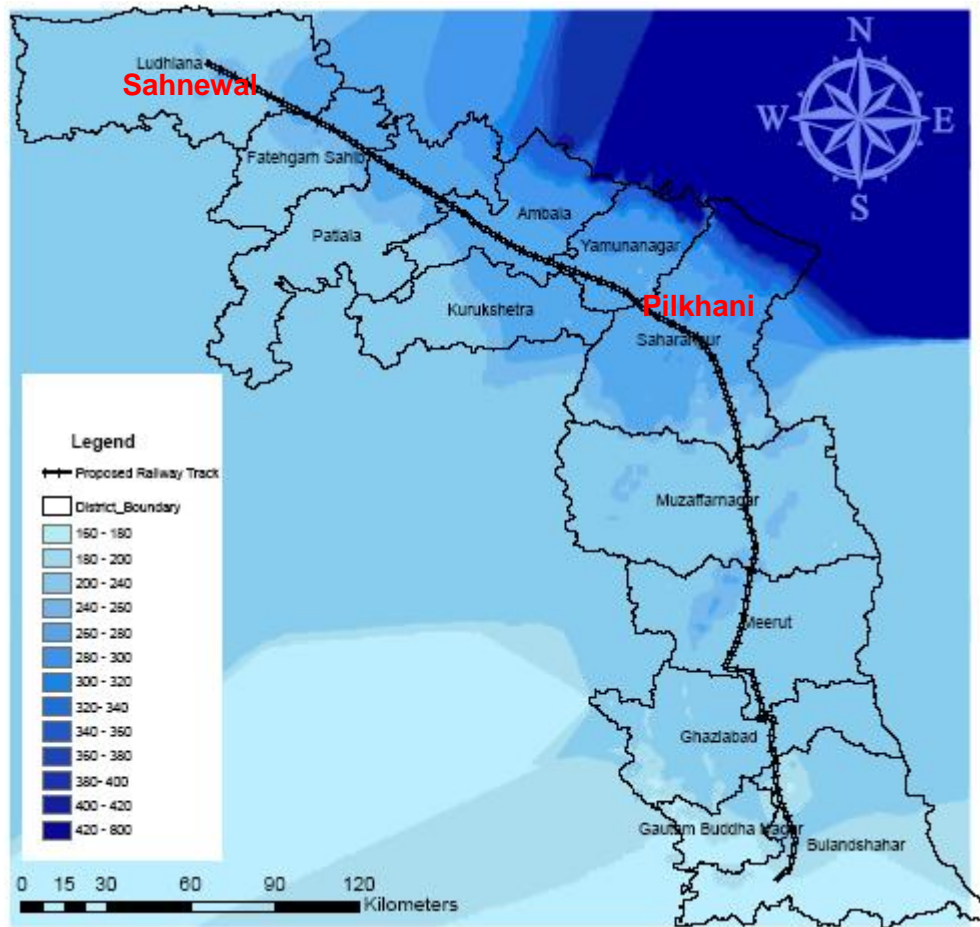 N
W
E
S
Ludhiana
Sahnewal
Fatehgam Sahib
Ambala
Patiala
Yamunanagar
Kurukshetra
Pilkhani
Saharanpur
Muzaffarnagar
Meerut
Ghaziabad
Gautam Buddha Nagar
Bulandshahar
Legend
Proposed Railway Track
District_Boundary
160 - 180
180 - 200
200 - 240
240 - 260
260 - 280
280 - 300
300 - 320
320- 340
340 - 360
360 - 380
380- 400
400 - 420
420 - 800
0 15 30 60 90 120
Kilometers